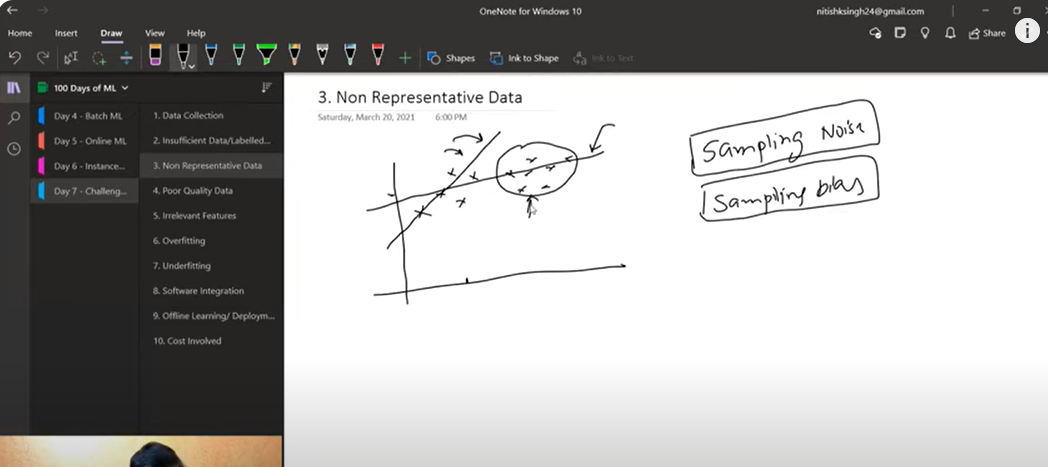 OneNote for Windows 10
nitishksingh24@gmail.com
Home Insert Draw View Help
Share
Shapes
Ink to Shape
Ink to Text
100 Days of ML
Day 4 - Batch ML
Day 5 - Online ML
Day 6 - Instance...
Day 7 - Challeng...
1. Data Collection
2. Insufficient Data/Labelled...
3. Non Representative Data
4. Poor Quality Data
5. Irrelevant Features
6. Overfitting
7. Underfitting
8. Software Integration
9. Offline Learning/ Deploym...
10. Cost Involved
3. Non Representative Data
Saturday, March 20, 2021 6:00 PM
Sampling Noise
Sampling bias